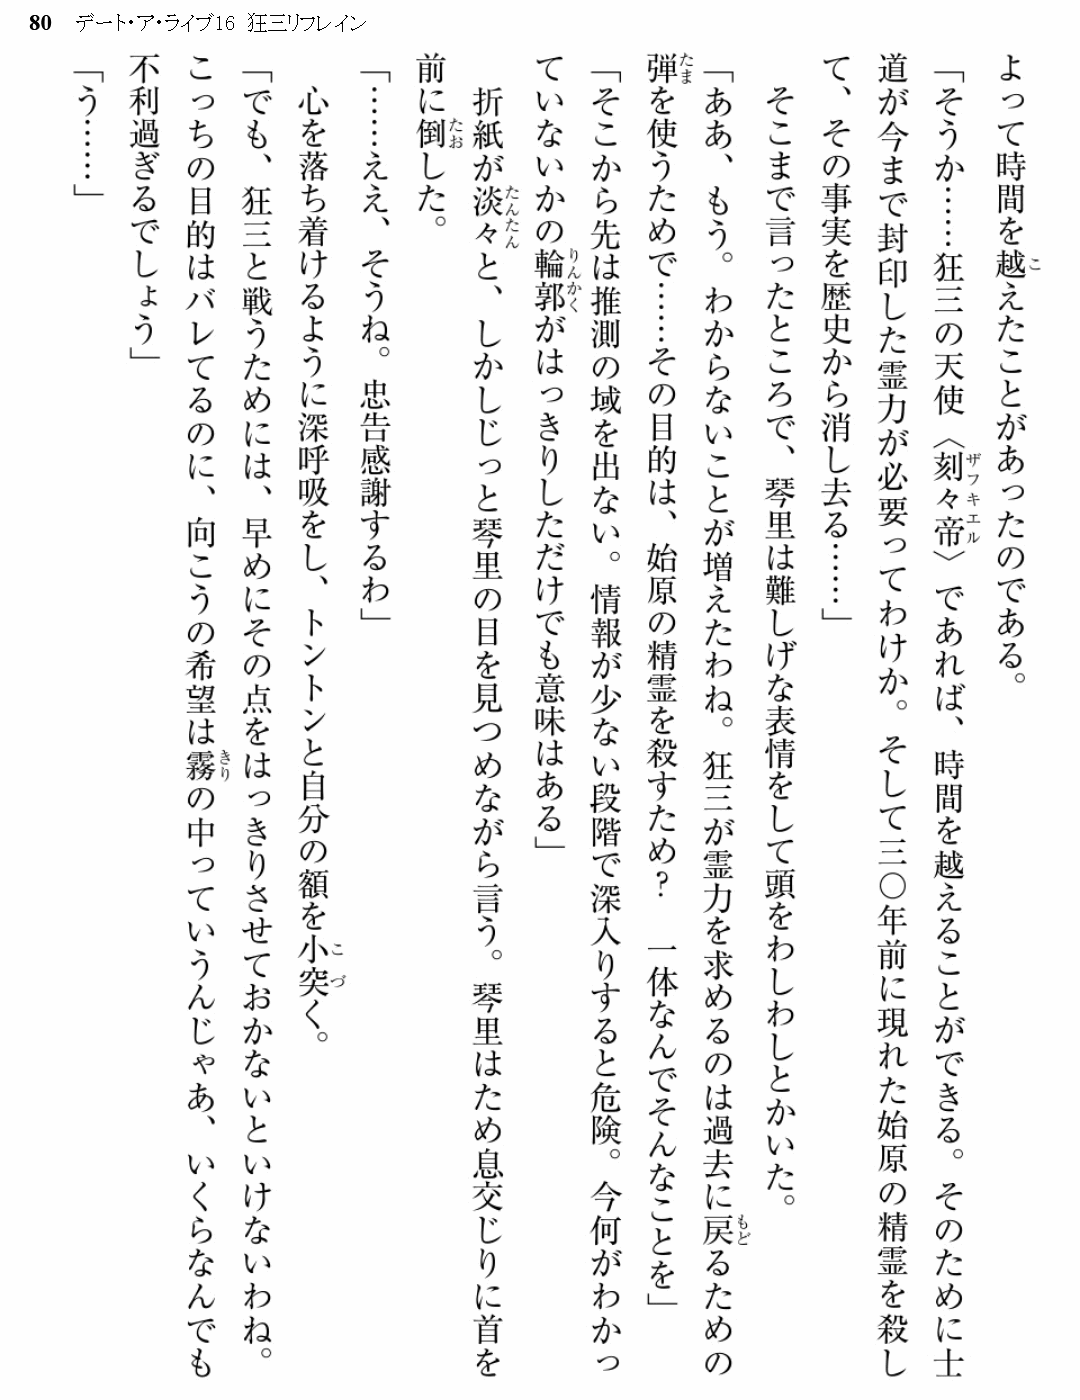 80 デート・ア・ライブ16 狂三リフレイン
よって時間を越えたことがあったのである。
「そうか……狂三の天使〈刻々帝〉であれば、時間を越えることができる。そのために士
道が今まで封印した霊力が必要ってわけか。そして三〇年前に現れた始原の精霊を殺し
て、その事実を歴史から消し去る……」
そこまで言ったところで、琴里は難しげな表情をして頭をわしわしとかいた。
「ああ、もう。わからないことが増えたわね。狂三が霊力を求めるのは過去に戻るための
弾を使うためで……その目的は、始原の精霊を殺すため？　一体なんでそんなことを」
「そこから先は推測の域を出ない。情報が少ない段階で深入りすると危険。今何がわかっ
ていないかの輪郭がはっきりしただけでも意味はある」
折紙が淡々と、しかしじっと琴里の目を見つめながら言う。琴里はため息交じりに首を
前に倒した。
「……ええ、そうね。忠告感謝するわ」
心を落ち着けるように深呼吸をし、トントンと自分の額を小突く。
「でも、狂三と戦うためには、早めにその点をはっきりさせておかないといけないわね。
こっちの目的はバレてるのに、向こうの希望は霧の中っていうんじゃあ、いくらなんでも
不利過ぎるでしょう」
「う……」